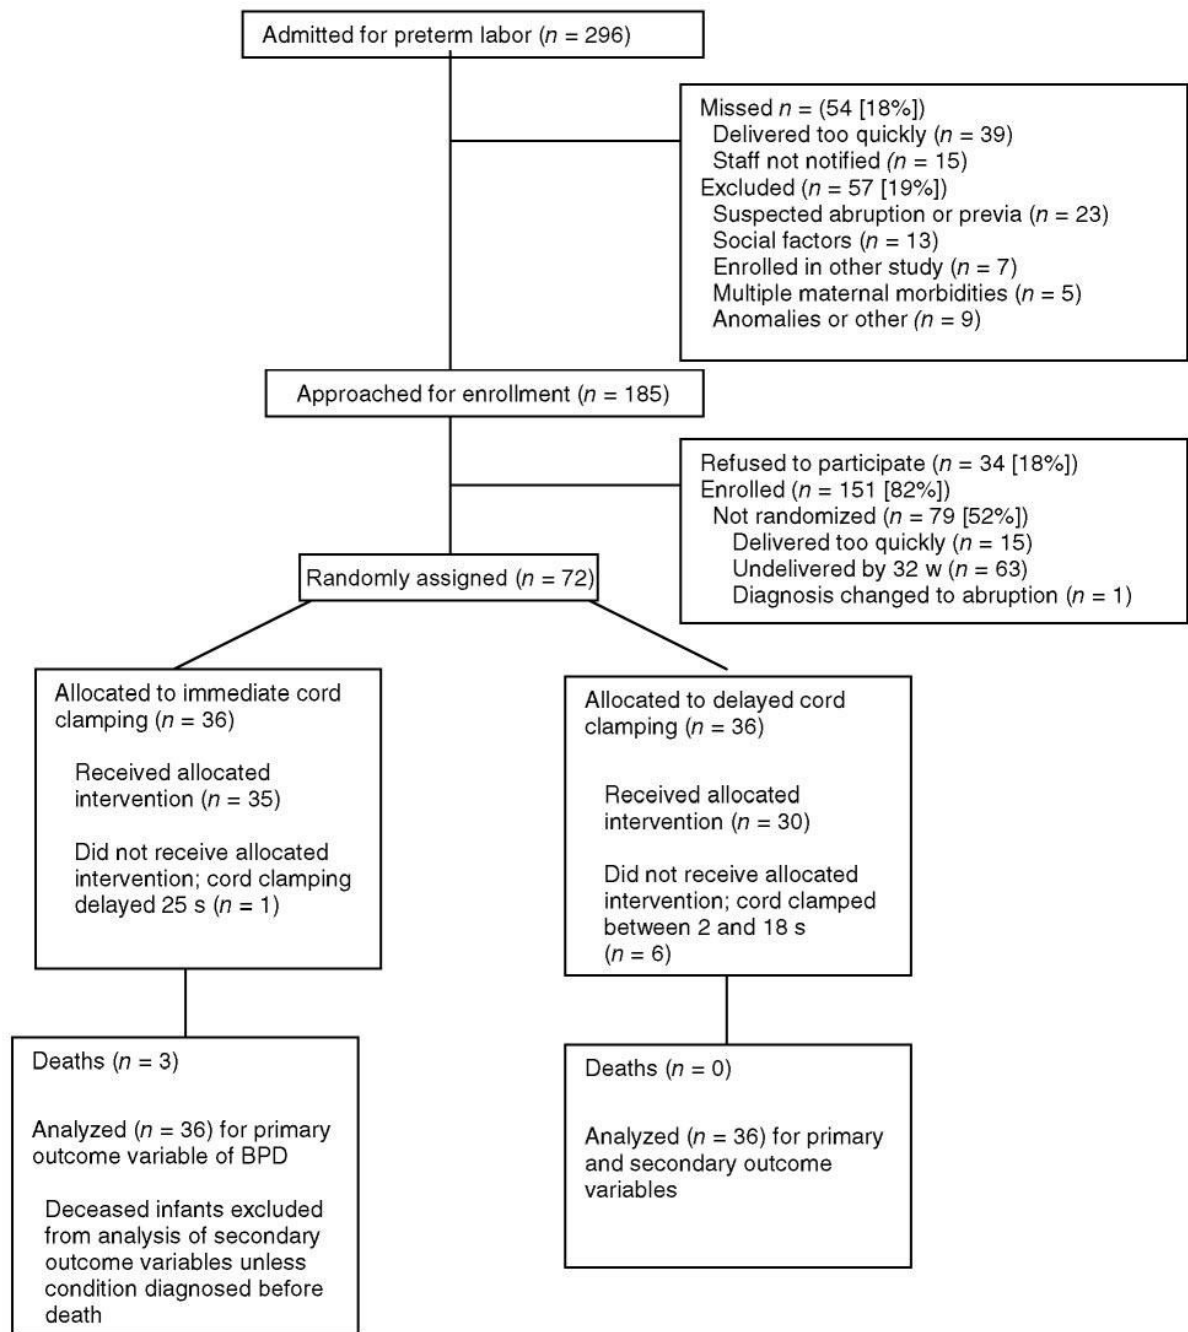 Admitted for preterm labor (n = 296)
Missed n = (54 [18%])
Delivered too quickly (n = 39)
Staff not notified (n = 15)
Excluded (n = 57 [19%])
Suspected abruption or previa (n = 23)
Social factors (n = 13)
Enrolled in other study (n = 7)
Multiple maternal morbidities (n = 5)
Anomalies or other (n = 9)
Approached for enrollment (n = 185)
Refused to participate (n = 34 [18%])
Enrolled (n = 151 [82%])
Not randomized (n = 79 [52%])
Delivered too quickly (n = 15)
Undelivered by 32 w (n = 63)
Diagnosis changed to abruption (n = 1)
Randomly assigned (n = 72)
Allocated to immediate cord
clamping (n = 36)
Received allocated
intervention (n = 35)
Did not receive allocated
intervention; cord clamping
delayed 25 s (n = 1)
Allocated to delayed cord
clamping (n = 36)
Received allocated
intervention (n = 30)
Did not receive allocated
intervention; cord clamped
between 2 and 18 s
(n = 6)
Deaths (n = 3)
Analyzed (n = 36) for primary
outcome variable of BPD
Deceased infants excluded
from analysis of secondary
outcome variables unless
condition diagnosed before
death
Deaths (n = 0)
Analyzed (n = 36) for primary
and secondary outcome
variables